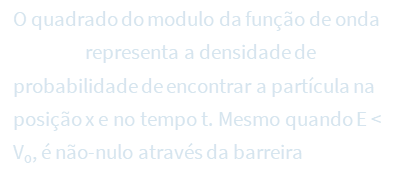 O quadrado do modulo da função de onda
representa a densidade de
probabilidade de encontrar a partícula na
posição x e no tempo t. Mesmo quando E <
V₀, é não-nulo através da barreira